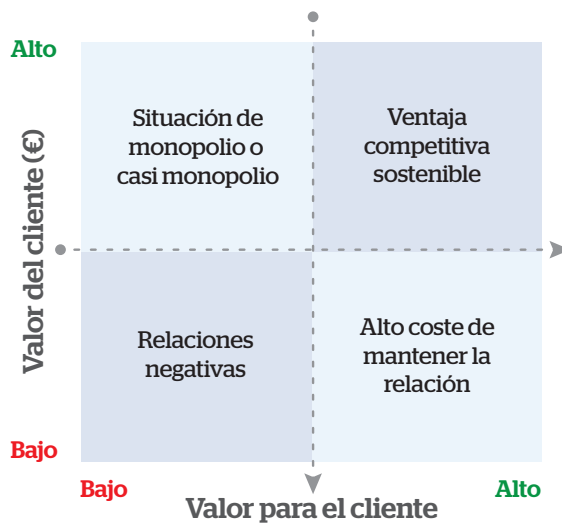 Alto
Valor del cliente (€)
Situación de
monopolio o
casi monopolio
Ventaja
competitiva
sostenible
Relaciones
negativas
Alto coste de
mantener la
relación
Bajo
Bajo
Alto
Valor para el cliente